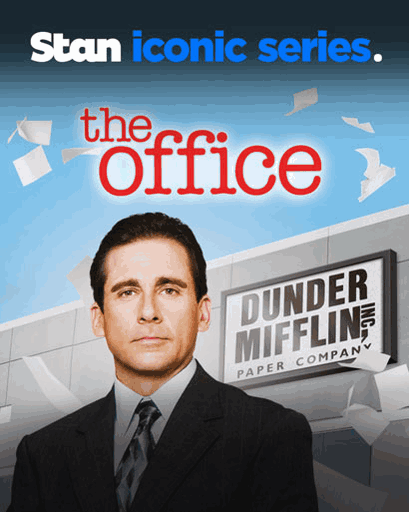 Stan iconic series.
the
office
DUNDER
MIFFLIN INC.
PAPER COMPANY